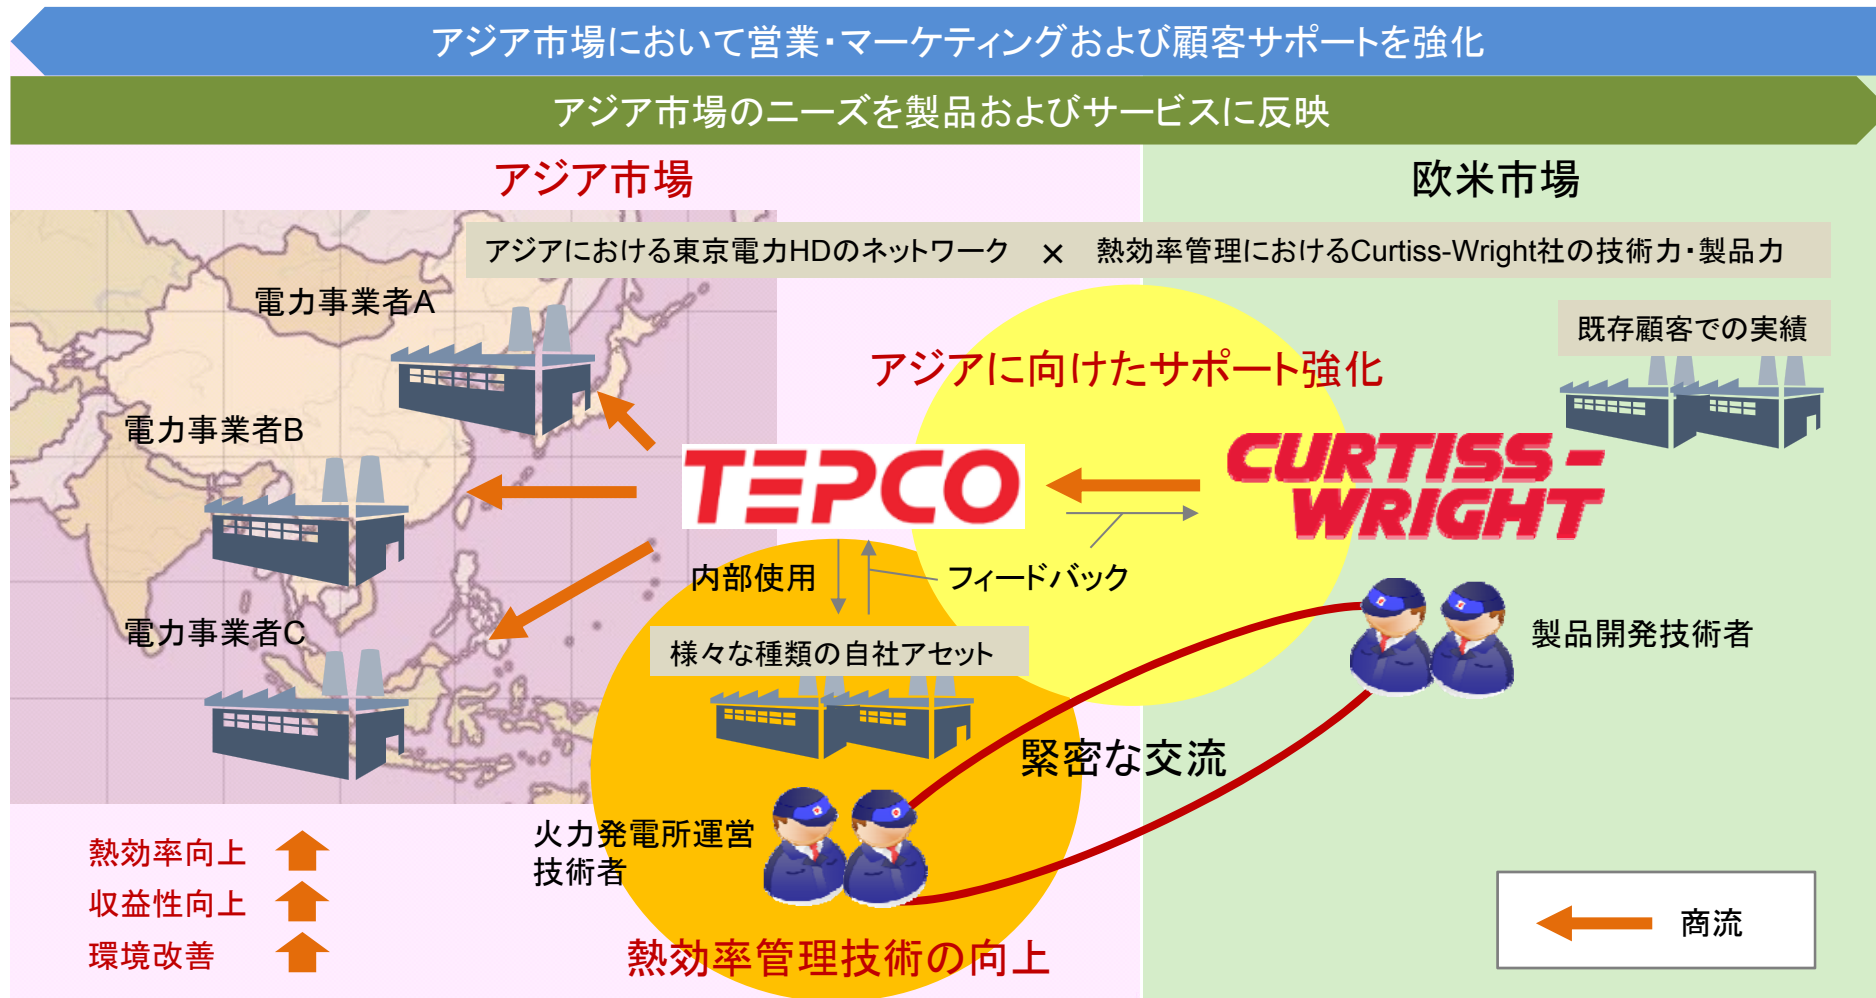 アジア市場において営業・マーケティングおよび顧客サポートを強化
アジア市場のニーズを製品およびサービスに反映
アジア市場
欧米市場
アジアにおける東京電力HDのネットワーク × 熱効率管理におけるCurtiss-Wright社の技術力・製品力
電力事業者A
既存顧客での実績
アジアに向けたサポート強化
電力事業者B
TEPCO
CURTISS-
WRIGHT
内部使用
フィードバック
電力事業者C
様々な種類の自社アセット
製品開発技術者
緊密な交流
火力発電所運営
技術者
熱効率向上
収益性向上
環境改善
熱効率管理技術の向上
商流